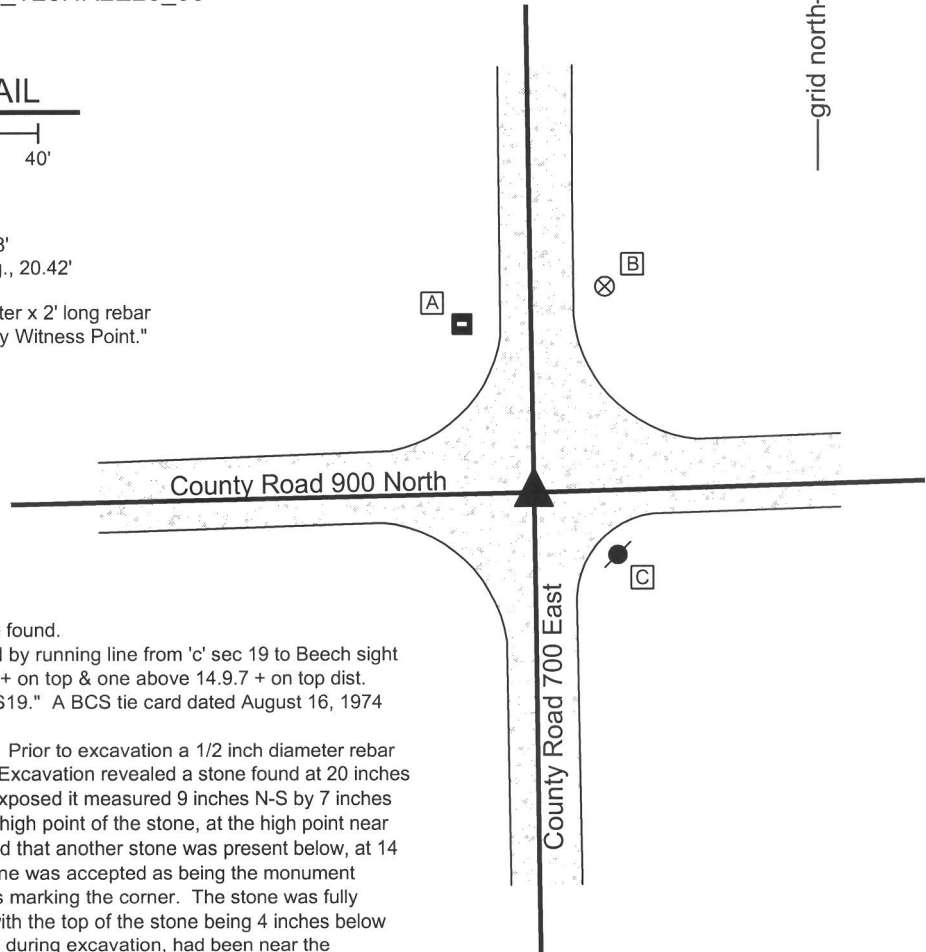 AIL
40'
grid north
3'
., 20.42'
ter x 2' long rebar
y Witness Point."
A
B
County Road 900 North
C
County Road 700 East
found.
by running line from 'c' sec 19 to Beech sight
+ on top & one above 14.9.7 + on top dist.
S19." A BCS tie card dated August 16, 1974
Prior to excavation a 1/2 inch diameter rebar
Excavation revealed a stone found at 20 inches
xposed it measured 9 inches N-S by 7 inches
high point of the stone, at the high point near
d that another stone was present below, at 14
ne was accepted as being the monument
s marking the corner. The stone was fully
with the top of the stone being 4 inches below
during excavation, had been near the